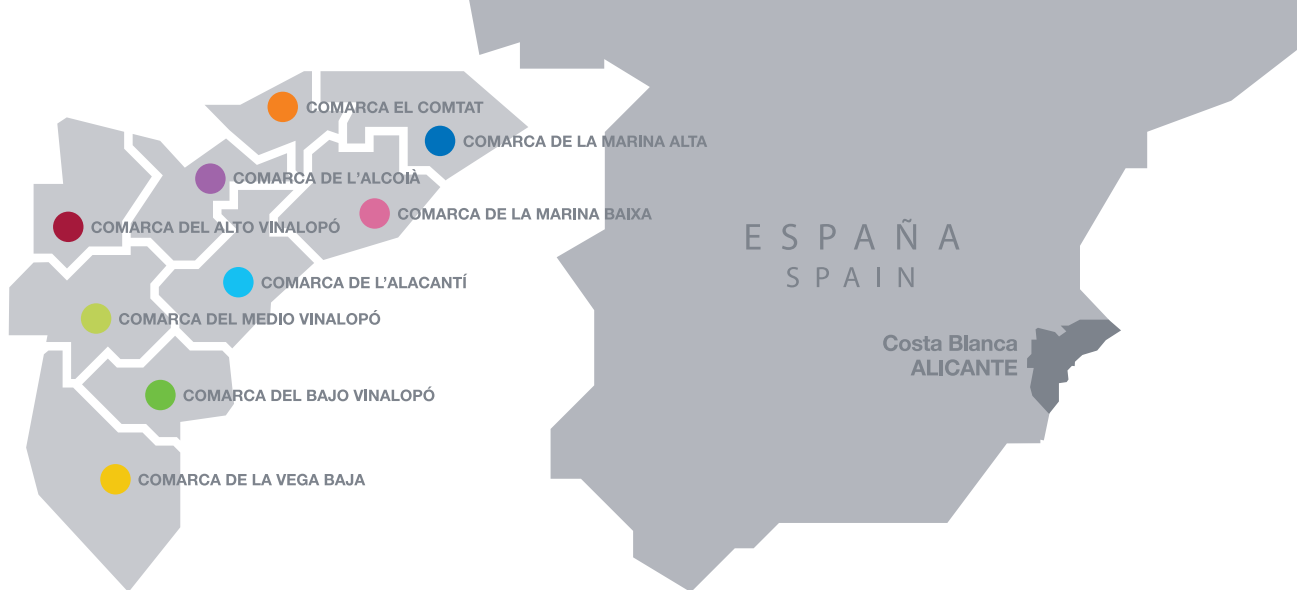 COMARCA EL COMTAT
COMARCA DE LA MARINA ALTA
COMARCA DE L'ALCOIÀ
COMARCA DE LA MARINA BAIXA
COMARCA DEL ALTO VINALOPÓ
COMARCA DE L'ALACANTÍ
COMARCA DEL MEDIO VINALOPÓ
COMARCA DEL BAJO VINALOPÓ
COMARCA DE LA VEGA BAJA
ESPAÑA
SPAIN
Costa Blanca
ALICANTE